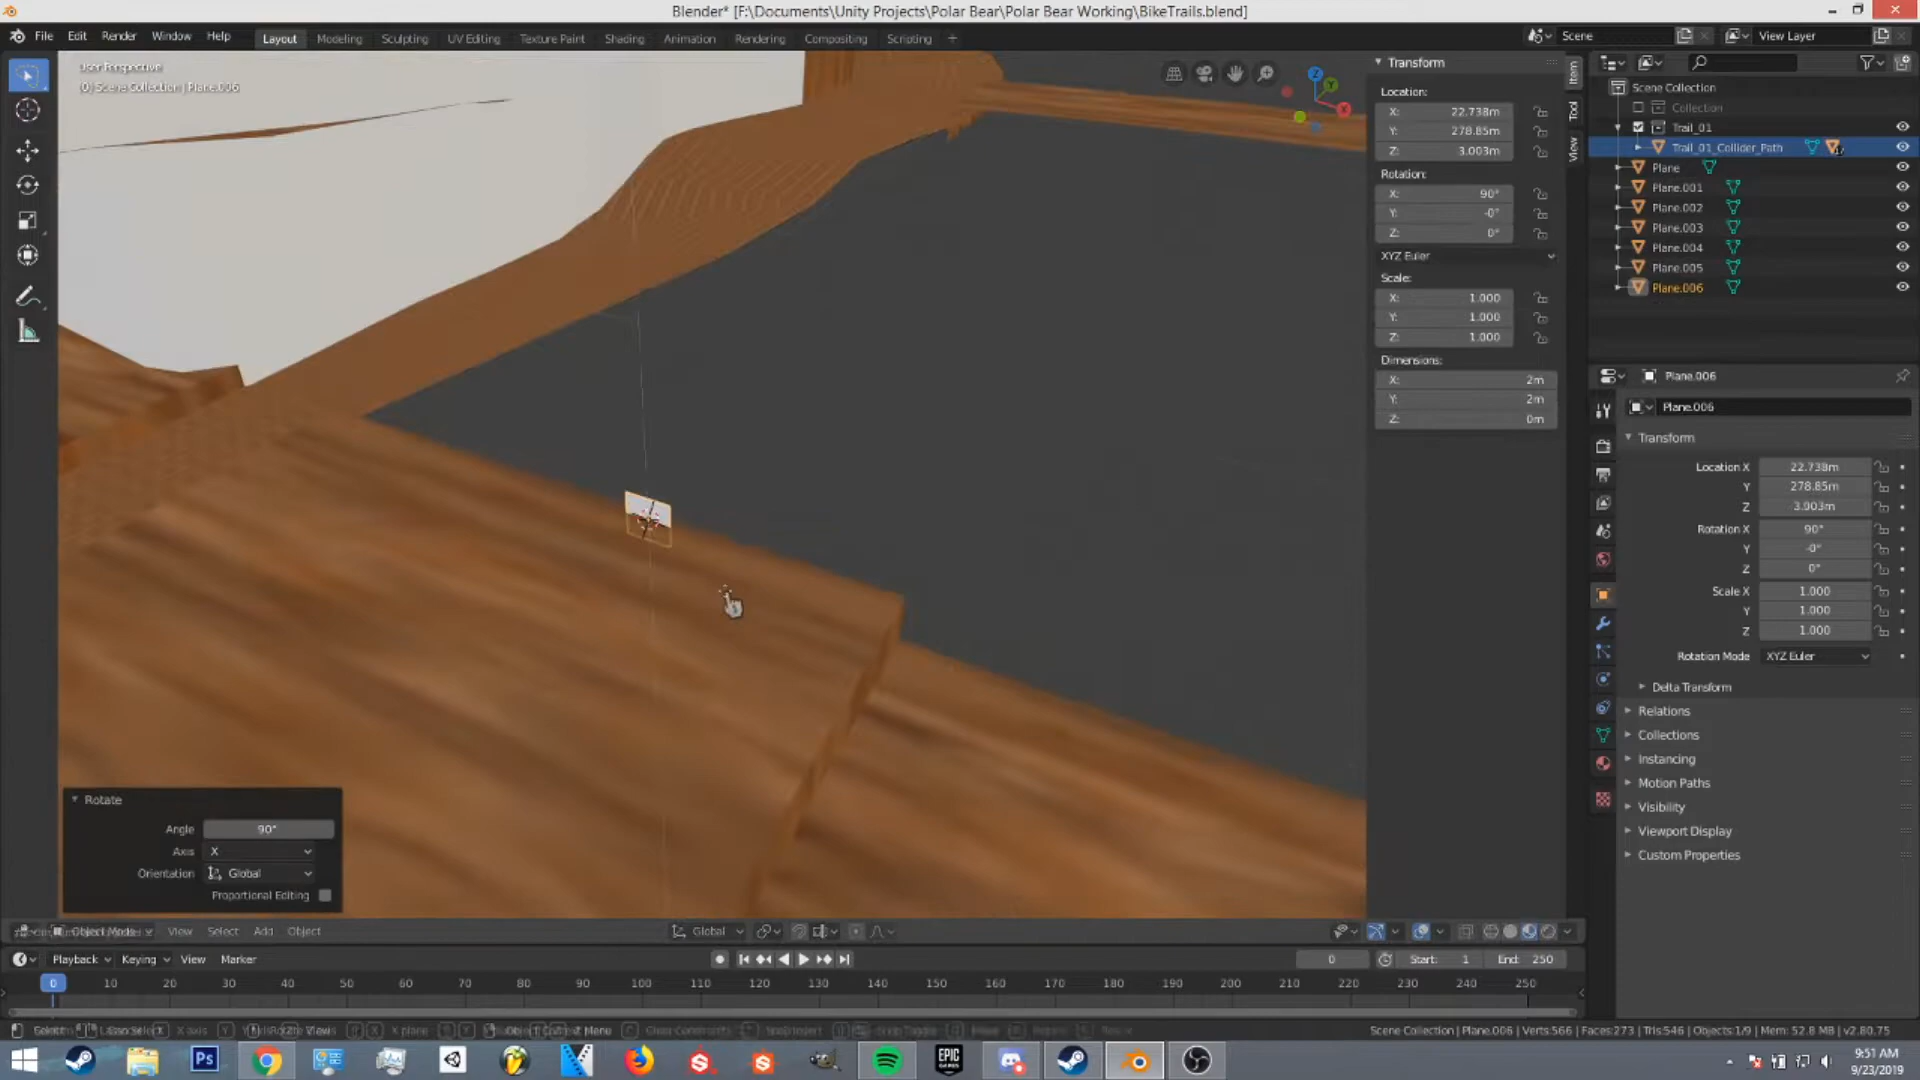 Blender* [F:\Documents\Unity Projects\Polar Bear\Polar Bear Working\BikeTrails.blend]
File Edit Render Window Help
Layout Modeling Sculpting UV Editing Texture Paint Shading Animation Rendering Compositing Scripting +
Scene
View Layer
User Perspective
(0) Scene Collection | Plane.006
Z
Y
X
Transform
Location:
X: 22.738m
Y: 278.85m
Z: 3.003m
Rotation:
X: 90°
Y: -0°
Z: 0°
XYZ Euler
Scale:
X: 1.000
Y: 1.000
Z: 1.000
Dimensions:
X: 2m
Y: 2m
Z: 0m
Item
Tool
View
Scene Collection
Collection
Trail_01
Trail_01_Collider_Path
Plane
Plane.001
Plane.002
Plane.003
Plane.004
Plane.005
Plane.006
Plane.006
Plane.006
Transform
Location X 22.738m
Y 278.85m
Z 3.003m
Rotation X 90°
Y -0°
Z 0°
Scale X 1.000
Y 1.000
Z 1.000
Rotation Mode XYZ Euler
Delta Transform
Relations
Collections
Instancing
Motion Paths
Visibility
Viewport Display
Custom Properties
Rotate
Angle 90°
Axis X
Orientation Global
Proportional Editing
Object Mode View Select Add Object
Global
Playback Keying View Marker
0 Start: 1 End: 250
0 10 20 30 40 50 60 70 80 90 100 110 120 130 140 150 160 170 180 190 200 210 220 230 240 250
Scene Collection | Plane.006 | Verts:566 | Faces:273 | Tris:546 | Objects:1/9 | Mem: 52.8 MB | v2.80.75
Ps
EPIC
GAMES
9:51 AM
9/23/2019